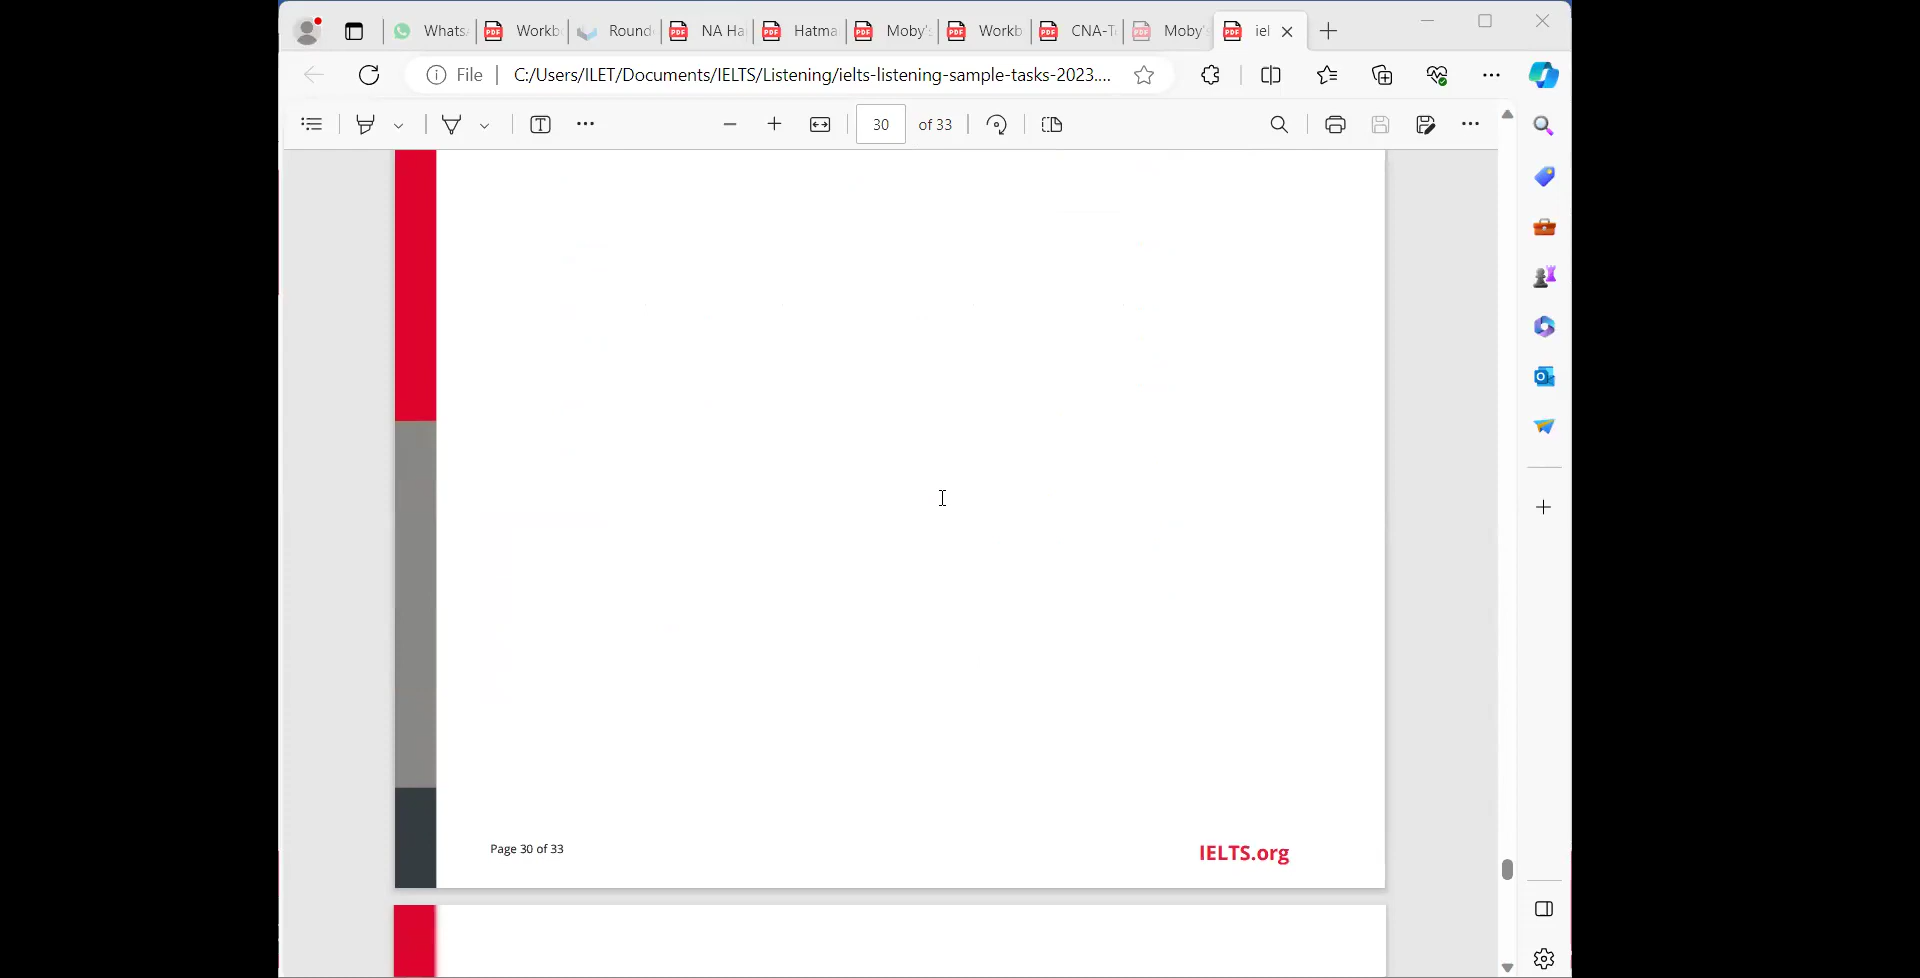 Whats
Workb
Round
NA Ha
Hatma
Moby'
Workb
CNA-T
Moby'
iel
File
C:/Users/ILET/Documents/IELTS/Listening/ielts-listening-sample-tasks-2023....
30 of 33
Page 30 of 33
IELTS.org